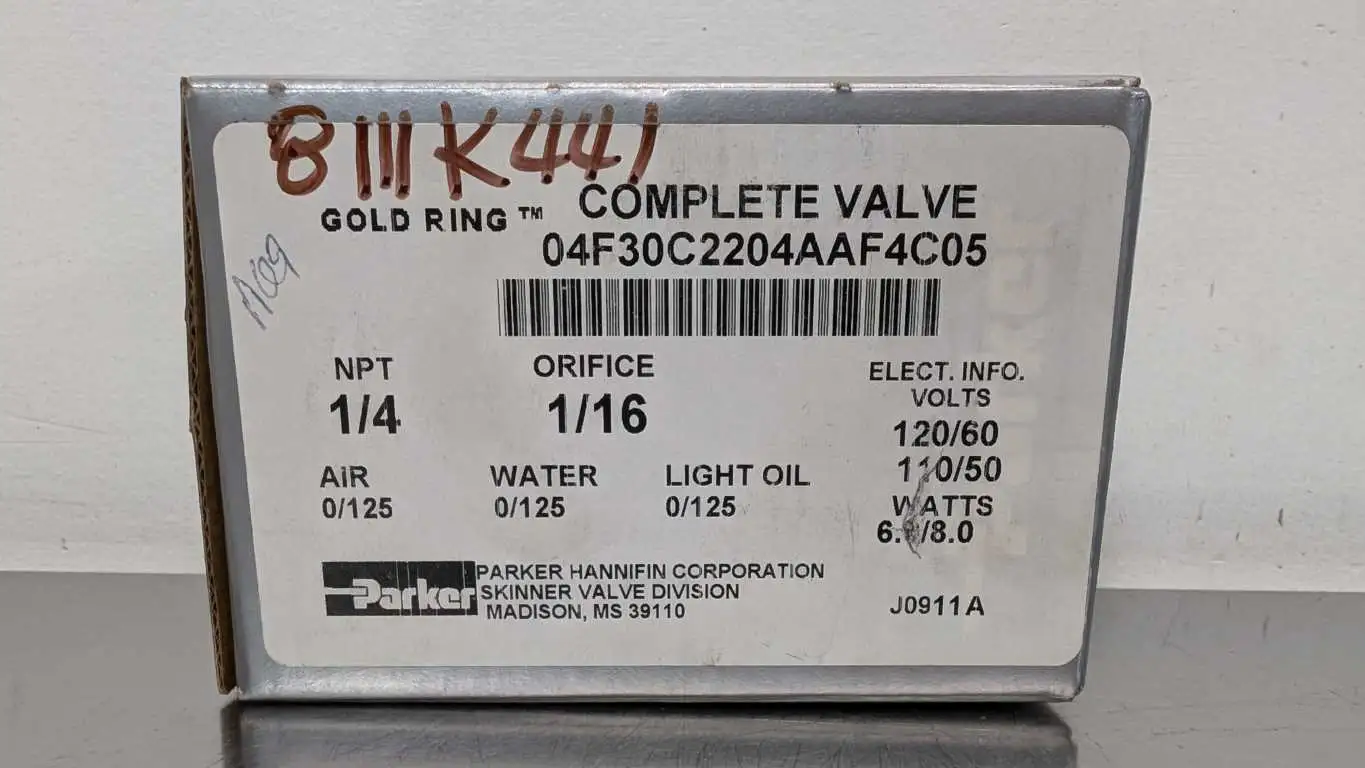 8111K441
GOLD RING™ COMPLETE VALVE
04F30C2204AAF4C05
NPT
1/4
ORIFICE
1/16
ELECT. INFO.
VOLTS
120/60
110/50
WATTS
/8.0
AIR
0/125
WATER
0/125
LIGHT OIL
0/125
Parker
PARKER HANNIFIN CORPORATION
SKINNER VALVE DIVISION
MADISON, MS 39110
J0911A